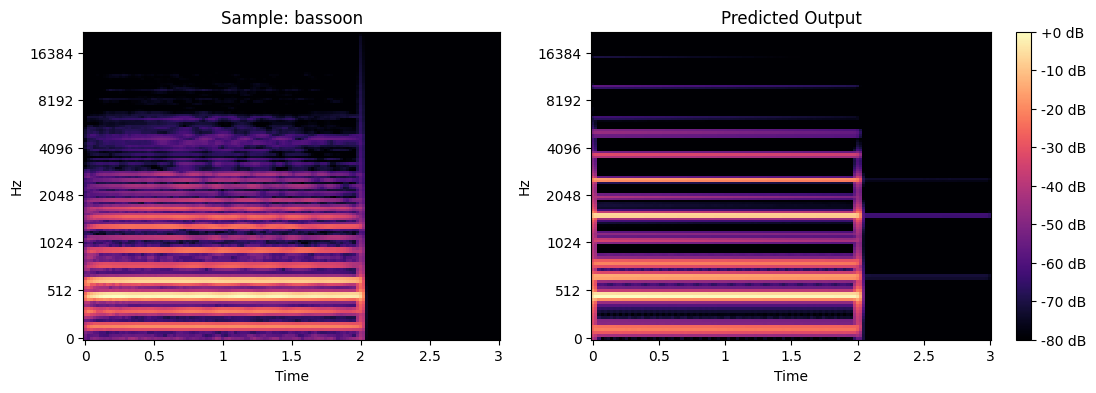 Sample: bassoon
Hz
16384
8192
4096
2048
1024
512
0
0 0.5 1 1.5 2 2.5 3
Time
Predicted Output
Hz
16384
8192
4096
2048
1024
512
0
0 0.5 1 1.5 2 2.5 3
Time
+0 dB
-10 dB
-20 dB
-30 dB
-40 dB
-50 dB
-60 dB
-70 dB
-80 dB